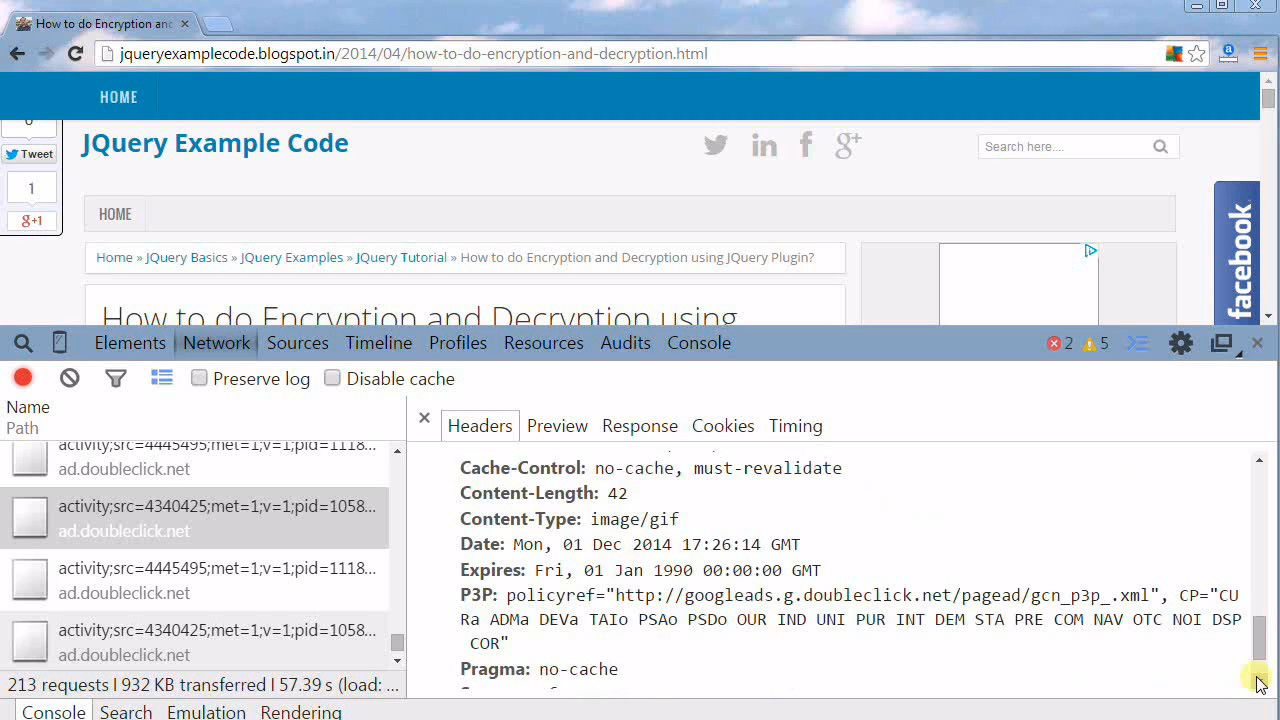 How to do Encryption and
jqueryexamplecode.blogspot.in/2014/04/how-to-do-encryption-and-decryption.html
HOME
JQuery Example Code
Search here....
Tweet
1
g+1
HOME
facebook
Home » JQuery Basics » JQuery Examples » JQuery Tutorial » How to do Encryption and Decryption using JQuery Plugin?
How to do Encryption and Decryption using
Elements Network Sources Timeline Profiles Resources Audits Console 2 5
Preserve log Disable cache
Name
Path
Headers Preview Response Cookies Timing
activity;src=4445495;met=1;v=1;pid=1118...
ad.doubleclick.net
activity;src=4340425;met=1;v=1;pid=1058...
ad.doubleclick.net
activity;src=4445495;met=1;v=1;pid=1118...
ad.doubleclick.net
activity;src=4340425;met=1;v=1;pid=1058...
ad.doubleclick.net
213 requests l 932 KB transferred l 57.39 s (load: ...
Cache-Control: no-cache, must-revalidate
Content-Length: 42
Content-Type: image/gif
Date: Mon, 01 Dec 2014 17:26:14 GMT
Expires: Fri, 01 Jan 1990 00:00:00 GMT
P3P: policyref="http://googleads.g.doubleclick.net/pagead/gcn_p3p_.xml", CP="CU
Ra ADMa DEVa TAIo PSAo PSDo OUR IND UNI PUR INT DEM STA PRE COM NAV OTC NOI DSP
COR"
Pragma: no-cache
Console Search Emulation Rendering